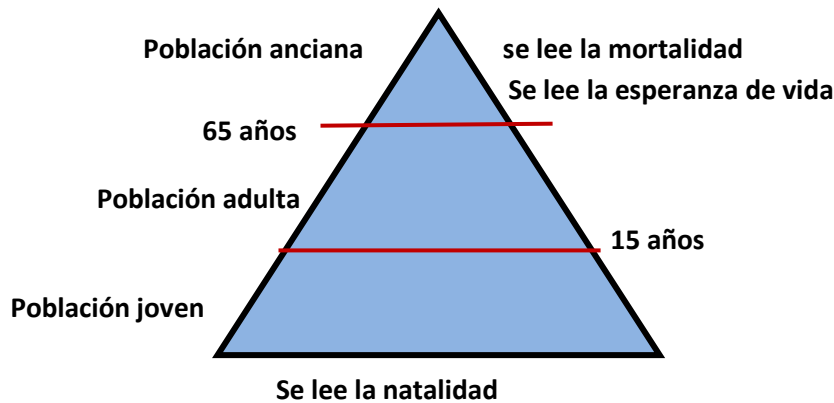 Población anciana
se lee la mortalidad
Se lee la esperanza de vida
65 años
Población adulta
15 años
Población joven
Se lee la natalidad